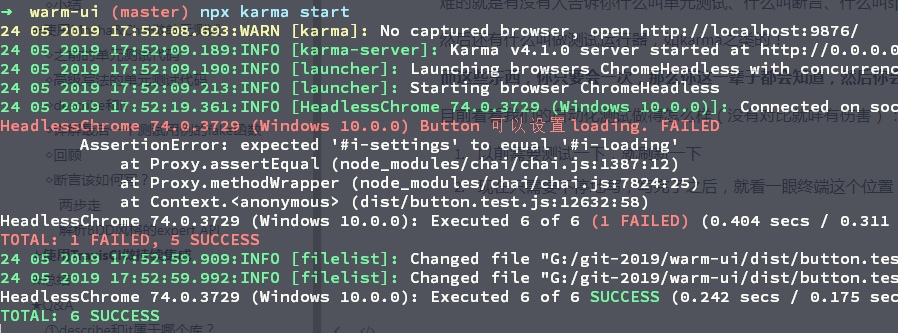 ➜ warm-ui (master) npx karma start
24 05 2019 17:52:08.693:WARN [karma]: No captured browser, open http://localhost:9876/
24 05 2019 17:52:09.189:INFO [karma-server]: Karma v4.1.0 server started at http://0.0.0.0
24 05 2019 17:52:09.190:INFO [launcher]: Launching browsers ChromeHeadless with concurrenc
24 05 2019 17:52:09.213:INFO [launcher]: Starting browser ChromeHeadless
24 05 2019 17:52:19.361:INFO [HeadlessChrome 74.0.3729 (Windows 10.0.0)]: Connected on soc
HeadlessChrome 74.0.3729 (Windows 10.0.0) Button 可以设置 loading. FAILED
AssertionError: expected '#i-settings' to equal '#i-loading'
at Proxy.assertEqual (node_modules/chai/chai.js:1387:12)
at Proxy.methodWrapper (node_modules/chai/chai.js:7824:25)
at Context.<anonymous> (dist/button.test.js:12632:58)
HeadlessChrome 74.0.3729 (Windows 10.0.0): Executed 6 of 6 (1 FAILED) (0.404 secs / 0.311
TOTAL: 1 FAILED, 5 SUCCESS
24 05 2019 17:52:59.909:INFO [filelist]: Changed file "G:/git-2019/warm-ui/dist/button.tes
24 05 2019 17:52:59.992:INFO [filelist]: Changed file "G:/git-2019/warm-ui/dist/button.tes
HeadlessChrome 74.0.3729 (Windows 10.0.0): Executed 6 of 6 SUCCESS (0.242 secs / 0.175 sec
TOTAL: 6 SUCCESS